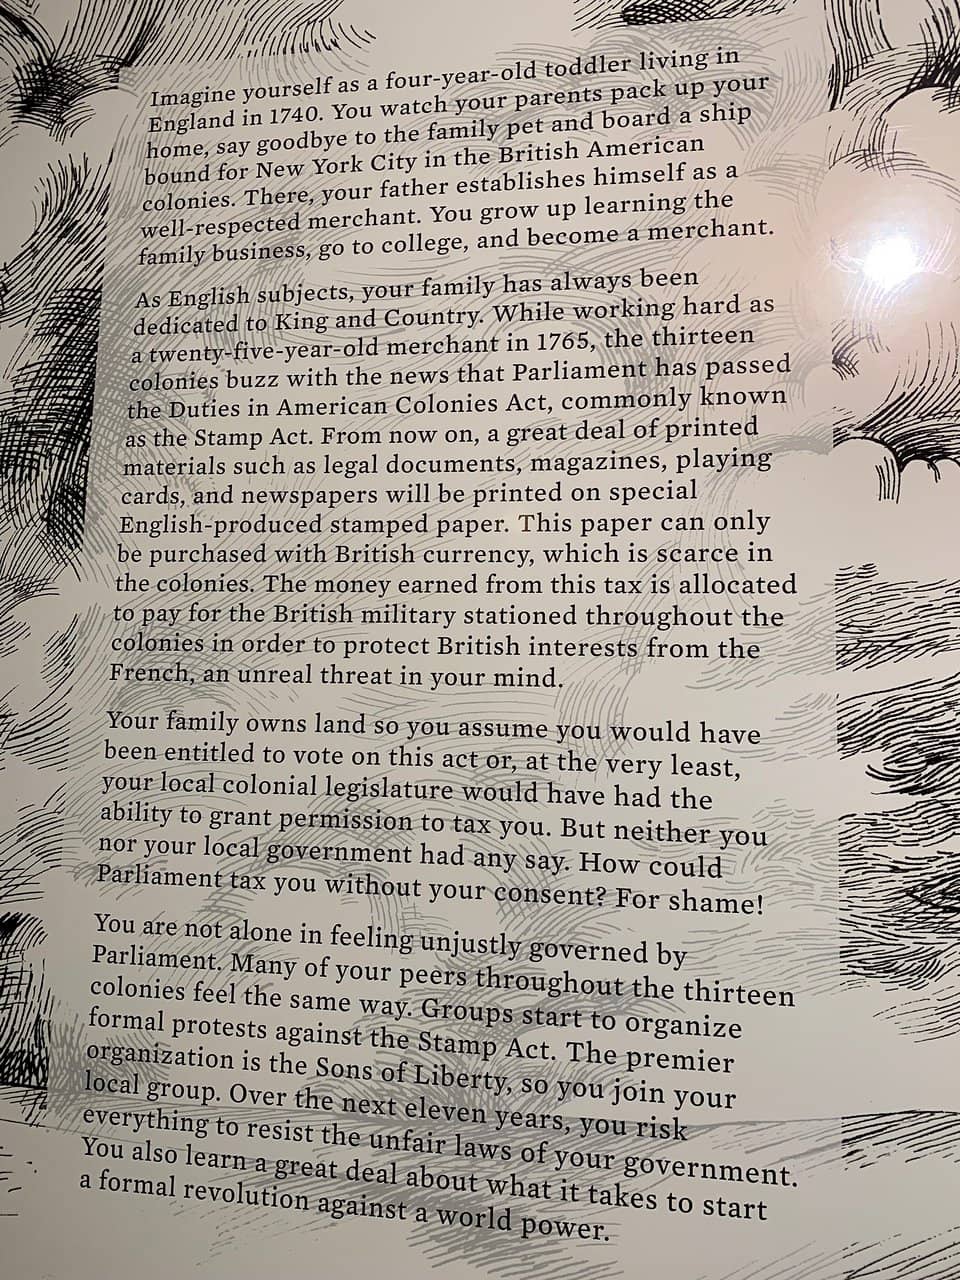 Imagine yourself as a four-year-old toddler living in
England in 1740. You watch your parents pack up your
home, say goodbye to the family pet and board a ship
bound for New York City in the British American
colonies. There, your father establishes himself as a
well-respected merchant. You grow up learning the
family business, go to college, and become a merchant.
As English subjects, your family has always been
dedicated to King and Country. While working hard as
a twenty-five-year-old merchant in 1765, the thirteen
colonies buzz with the news that Parliament has passed
the Duties in American Colonies Act, commonly known
as the Stamp Act. From now on, a great deal of printed
materials such as legal documents, magazines, playing
cards, and newspapers will be printed on special
English-produced stamped paper. This paper can only
be purchased with British currency, which is scarce in
the colonies. The money earned from this tax is allocated
to pay for the British military stationed throughout the
colonies in order to protect British interests from the
French, an unreal threat in your mind.
Your family owns land so you assume you would have
been entitled to vote on this act or, at the very least,
your local colonial legislature would have had the
ability to grant permission to tax you. But neither you
nor your local government had any say. How could
Parliament tax you without your consent? For shame!
You are not alone in feeling unjustly governed by
Parliament. Many of your peers throughout the thirteen
colonies feel the same way. Groups start to organize
formal protests against the Stamp Act. The premier
organization is the Sons of Liberty, so you join your
local group. Over the next eleven years, you risk
everything to resist the unfair laws of your government.
You also learn a great deal about what it takes to start
a formal revolution against a world power.